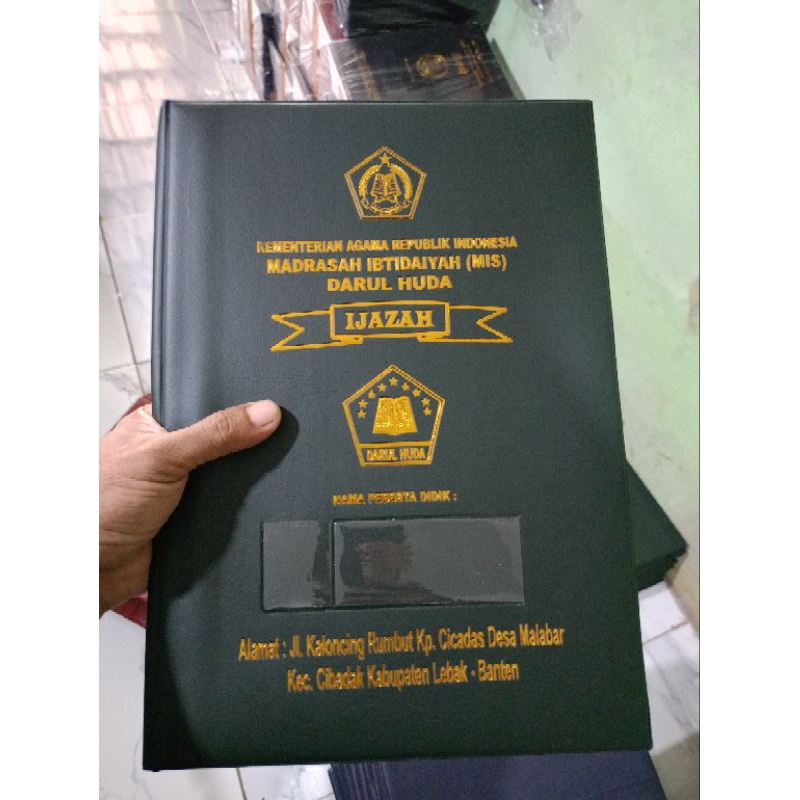 KEMENTERIAN AGAMA REPUBLIK INDONESIA
MADRASAH IBTIDAIYAH (MIS)
DARUL HUDA
IJAZAH
DARUL HUDA
NAMA PESERTA DIDIK :
Alamat : Jl. Kaloncing Rumbut Kp. Cicadas Desa Malabar
Kec. Cibadak Kabupaten Lebak - Banten